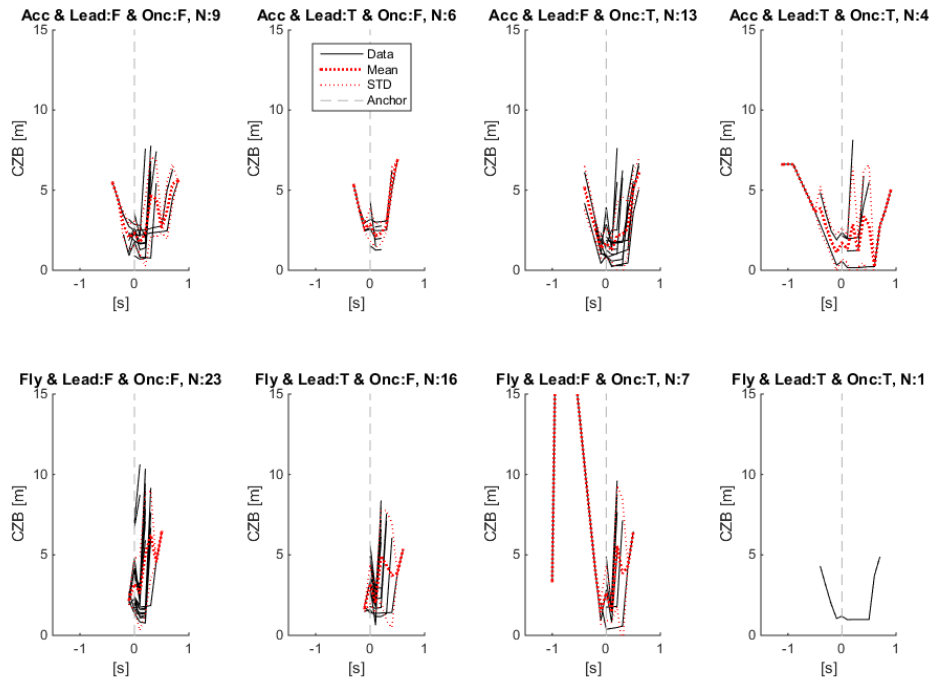 Acc & Lead:F & Onc:F, N:9
15
10
5
0
CZB [m]
-1 0 1
[s]
Acc & Lead:T & Onc:F, N:6
Data
Mean
STD
Anchor
15
10
5
0
CZB [m]
-1 0 1
[s]
Acc & Lead:F & Onc:T, N:13
15
10
5
0
CZB [m]
-1 0 1
[s]
Acc & Lead:T & Onc:T, N:4
15
10
5
0
CZB [m]
-1 0 1
[s]
Fly & Lead:F & Onc:F, N:23
15
10
5
0
CZB [m]
-1 0 1
[s]
Fly & Lead:T & Onc:F, N:16
15
10
5
0
CZB [m]
-1 0 1
[s]
Fly & Lead:F & Onc:T, N:7
15
10
5
0
CZB [m]
-1 0 1
[s]
Fly & Lead:T & Onc:T, N:1
15
10
5
0
CZB [m]
-1 0 1
[s]